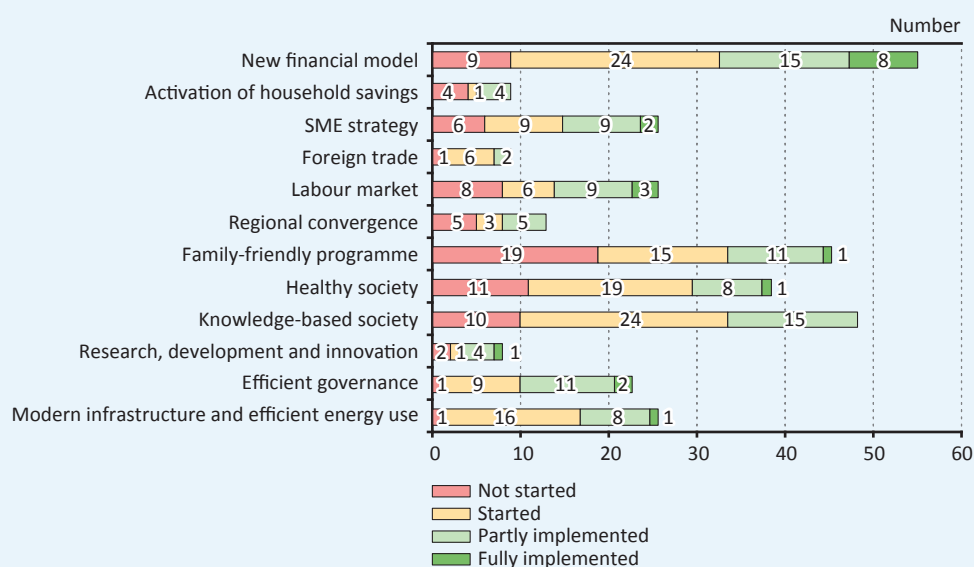 Number
New financial model 9 24 15 8
Activation of household savings 4 1 4
SME strategy 6 9 9 2
Foreign trade 1 6 2
Labour market 8 6 9 3
Regional convergence 5 3 5
Family-friendly programme 19 15 11 1
Healthy society 11 19 8 1
Knowledge-based society 10 24 15
Research, development and innovation 2 1 4 1
Efficient governance 1 9 11 2
Modern infrastructure and efficient energy use 1 16 8 1
0 10 20 30 40 50 60
Not started
Started
Partly implemented
Fully implemented